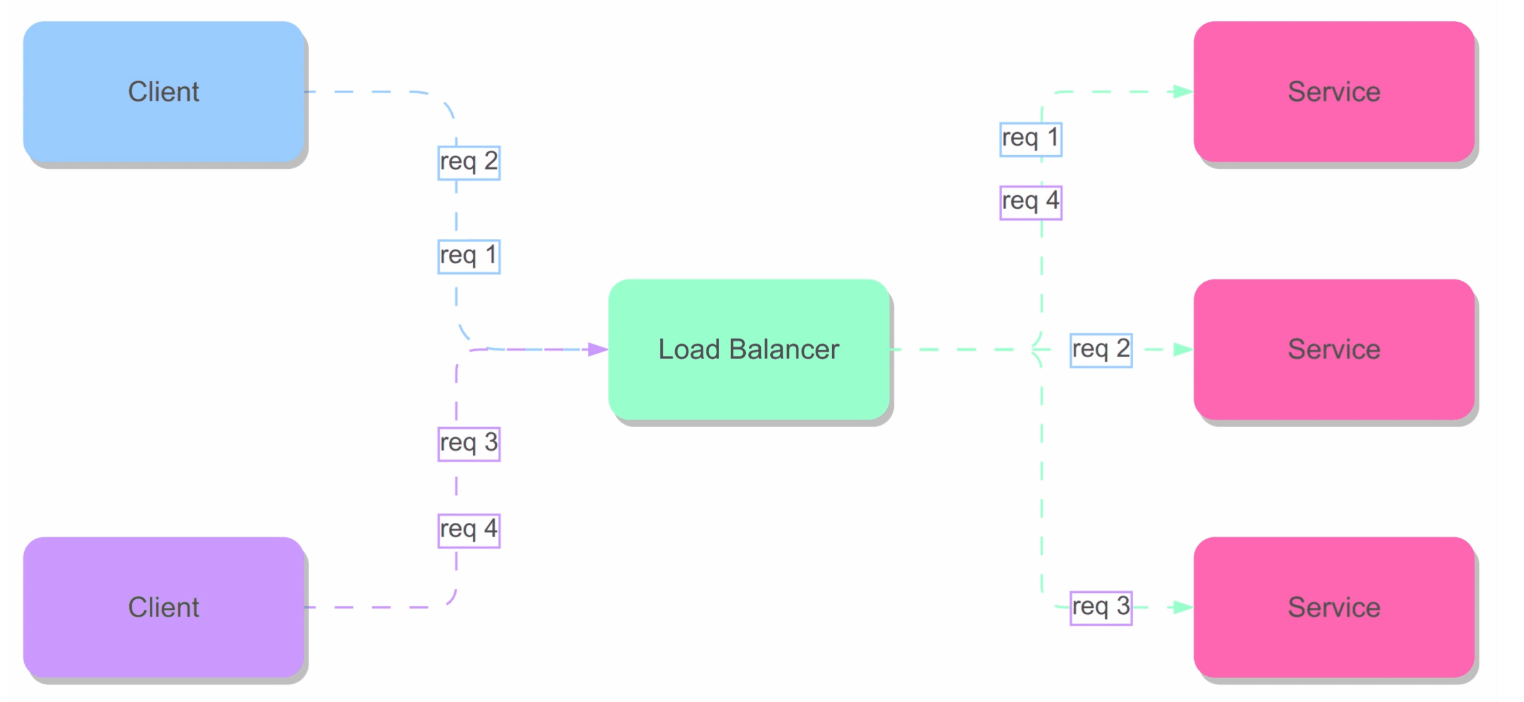 Client
Service
req 1
req 2
req 4
req 1
Load Balancer
req 2
Service
req 3
req 4
Client
req 3
Service